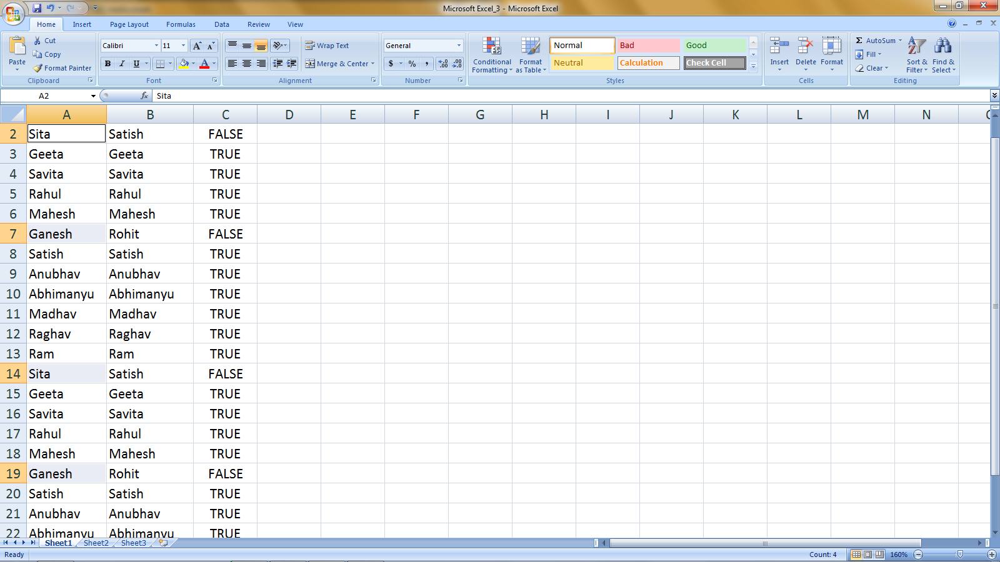 Microsoft Excel_3 - Microsoft Excel
Home Insert Page Layout Formulas Data Review View
Paste
Cut
Copy
Format Painter
Clipboard
Calibri 11
B I U
Font
Wrap Text
Merge & Center
Alignment
General
$ % ,
Number
Conditional Formatting
Format as Table
Normal Bad Good
Neutral Calculation Check Cell
Styles
Insert Delete Format
Cells
Σ AutoSum
Fill
Clear
Sort & Filter
Find & Select
Editing
A2 fx Sita
A B C D E F G H I J K L M N
2 Sita Satish FALSE
3 Geeta Geeta TRUE
4 Savita Savita TRUE
5 Rahul Rahul TRUE
6 Mahesh Mahesh TRUE
7 Ganesh Rohit FALSE
8 Satish Satish TRUE
9 Anubhav Anubhav TRUE
10 Abhimanyu Abhimanyu TRUE
11 Madhav Madhav TRUE
12 Raghav Raghav TRUE
13 Ram Ram TRUE
14 Sita Satish FALSE
15 Geeta Geeta TRUE
16 Savita Savita TRUE
17 Rahul Rahul TRUE
18 Mahesh Mahesh TRUE
19 Ganesh Rohit FALSE
20 Satish Satish TRUE
21 Anubhav Anubhav TRUE
22 Abhimanyu Abhimanyu TRUE
Sheet1 Sheet2 Sheet3
Ready Count: 4 160%